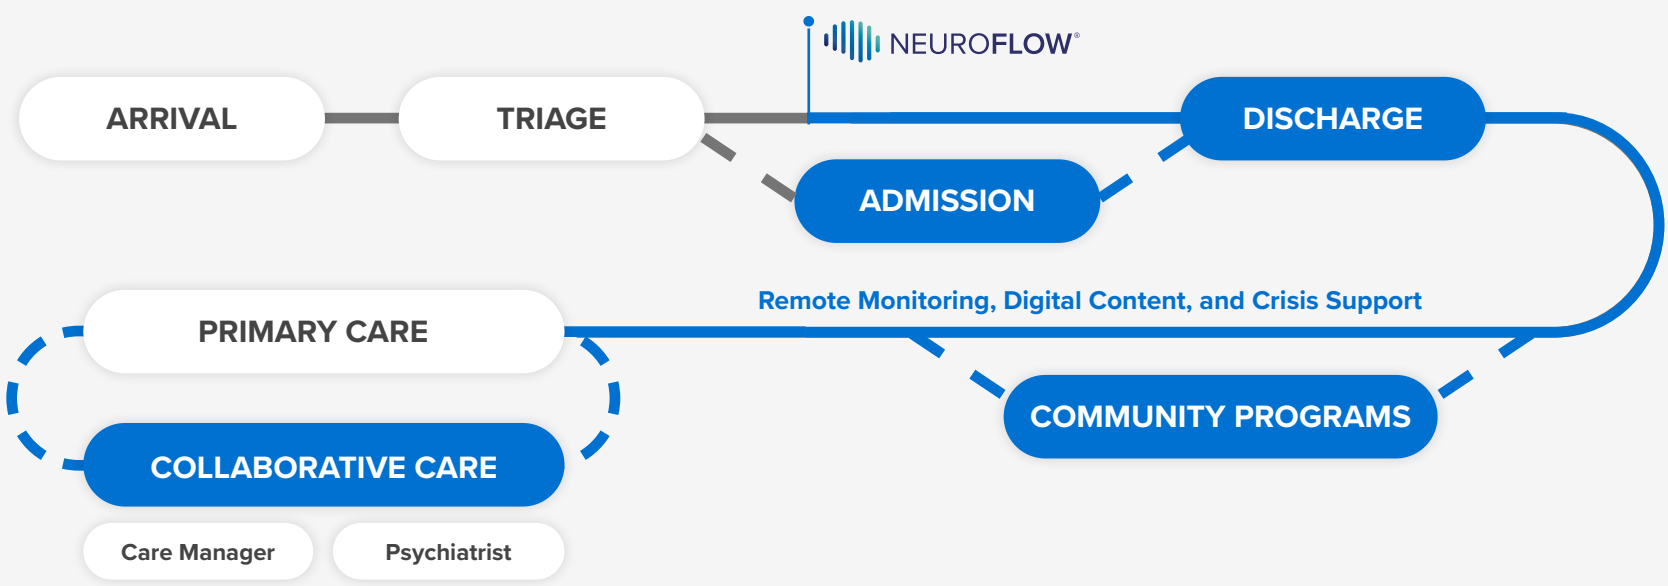 NEUROFLOW®
ARRIVAL
TRIAGE
DISCHARGE
ADMISSION
Remote Monitoring, Digital Content, and Crisis Support
PRIMARY CARE
COMMUNITY PROGRAMS
COLLABORATIVE CARE
Care Manager
Psychiatrist